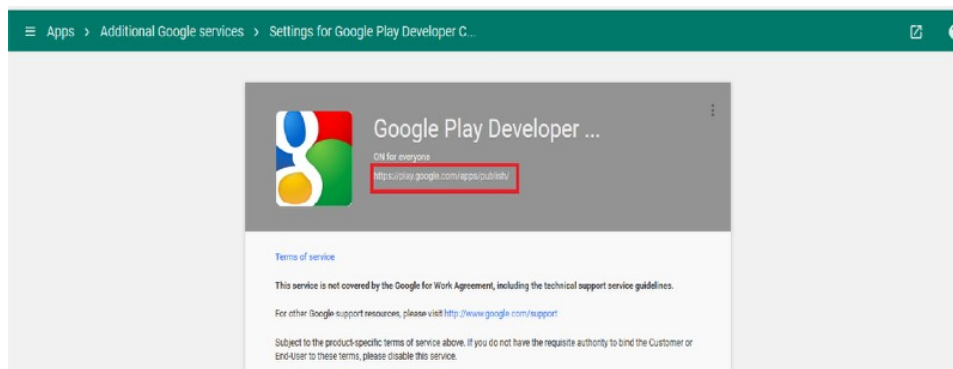 Apps > Additional Google services > Settings for Google Play Developer C...
Google Play Developer ...
ON for everyone
https://play.google.com/apps/publish/
Terms of service
This service is not covered by the Google for Work Agreement, including the technical support service guidelines.
For other Google support resources, please visit http://www.google.com/support
Subject to the product-specific terms of service above. If you do not have the requisite authority to bind the Customer or
End-User to these terms, please disable this service.